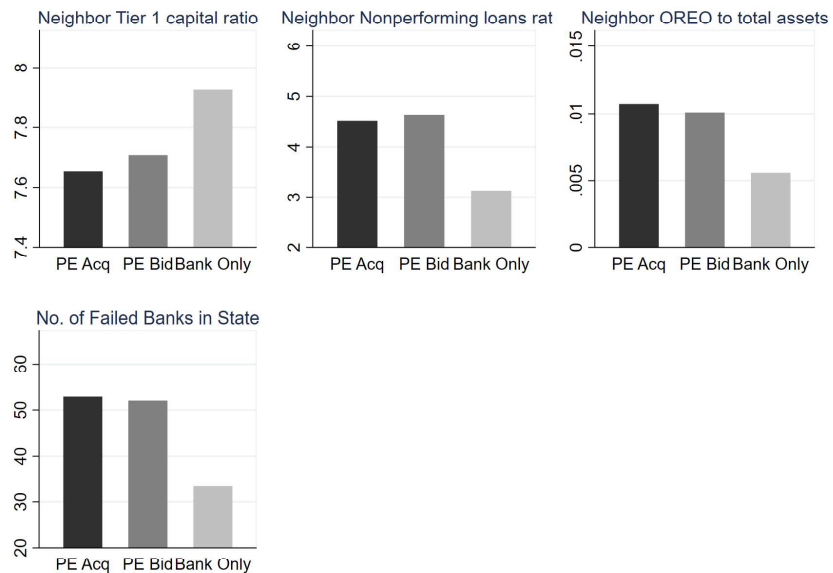 Neighbor Tier 1 capital ratio
8
7.8
7.6
7.4
PE Acq PE Bid Bank Only
Neighbor Nonperforming loans rat
6
5
4
3
2
PE Acq PE Bid Bank Only
Neighbor OREO to total assets
.015
.01
.005
0
PE Acq PE Bid Bank Only
No. of Failed Banks in State
60
50
40
30
20
PE Acq PE Bid Bank Only